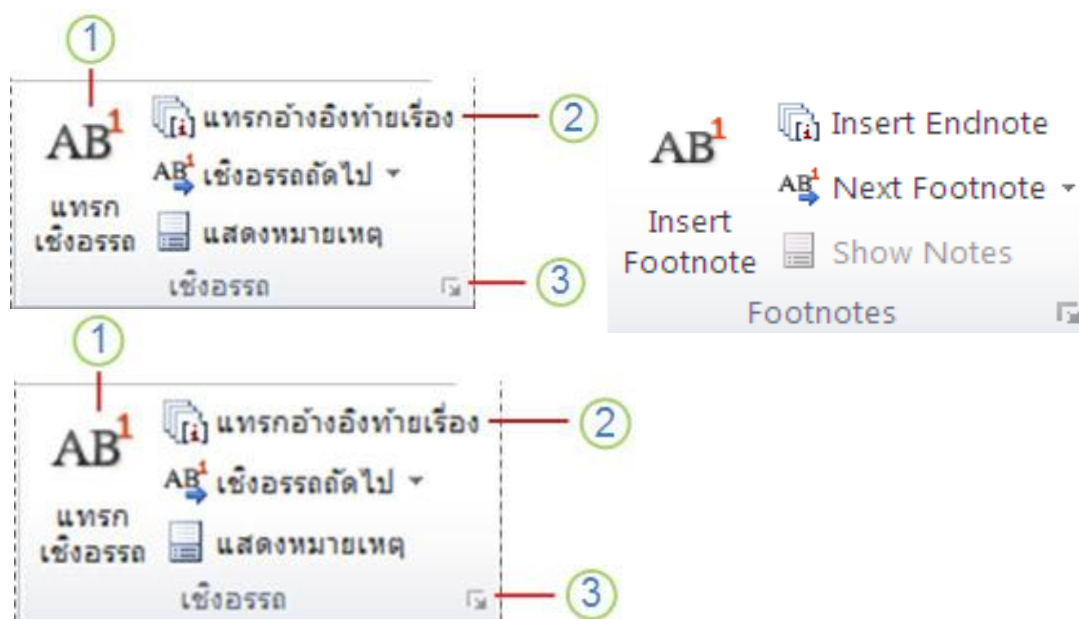 1
AB1
แทรก
เชิงอรรถ
[i] แทรกอ้างอิงท้ายเรื่อง
2
AB1 เชิงอรรถถัดไป
แสดงหมายเหตุ
เชิงอรรถ
3
AB1
Insert
Footnote
[i] Insert Endnote
AB1 Next Footnote
Show Notes
Footnotes
1
AB1
แทรก
เชิงอรรถ
[i] แทรกอ้างอิงท้ายเรื่อง
2
AB1 เชิงอรรถถัดไป
แสดงหมายเหตุ
เชิงอรรถ
3